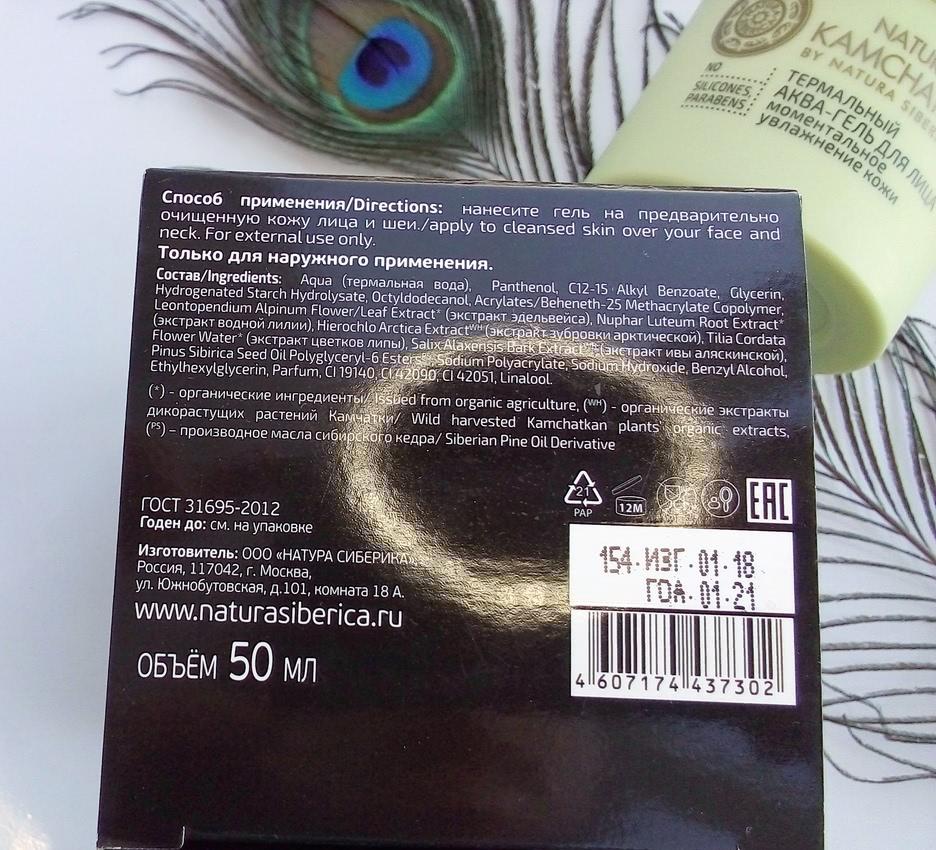 NATUR
KAMCHA
BY NATURA SIBER
NO
SILICONES,
PARABENS
ТЕРМАЛЬНЫЙ
АКВА-ГЕЛЬ ДЛЯ ЛИЦА
моментальное
увлажнение кожи
Способ применения/Directions: нанесите гель на предварительно
очищенную кожу лица и шеи./apply to cleansed skin over your face and
neck. For external use only.
Только для наружного применения.
Состав/Ingredients: Aqua (термальная вода), Panthenol, C12-15 Alkyl Benzoate, Glycerin,
Hydrogenated Starch Hydrolysate, Octyldodecanol, Acrylates/Beheneth-25 Methacrylate Copolymer,
Leontopendium Alpinum Flower/Leaf Extract* (экстракт эдельвейса), Nuphar Luteum Root Extract*
(экстракт водной лилии), Hierochlo Arctica Extract(WH) (экстракт зубровки арктической), Tilia Cordata
Flower Water* (экстракт цветков липы), Salix Alaxensis Bark Extract(WH) (экстракт ивы аляскинской),
Pinus Sibirica Seed Oil Polyglyceryl-6 Esters(PS), Sodium Polyacrylate, Sodium Hydroxide, Benzyl Alcohol,
Ethylhexylglycerin, Parfum, CI 19140, CI 42090, CI 42051, Linalool.
(*) - органические ингредиенты/ Issued from organic agriculture, (WH) - органические экстракты
дикорастущих растений Камчатки/ Wild harvested Kamchatkan plants organic extracts,
(PS) – производное масла сибирского кедра/ Siberian Pine Oil Derivative
21
PAP
12M
EAC
ГОСТ 31695-2012
Годен до: см. на упаковке
Изготовитель: ООО «НАТУРА СИБЕРИКА»,
Россия, 117042, г. Москва,
ул. Южнобутовская, д.101, комната 18 А.
www.naturasiberica.ru
ОБЪЁМ 50 МЛ
154·ИЗГ·01·18
ГОД·01·21
4 607174 437302